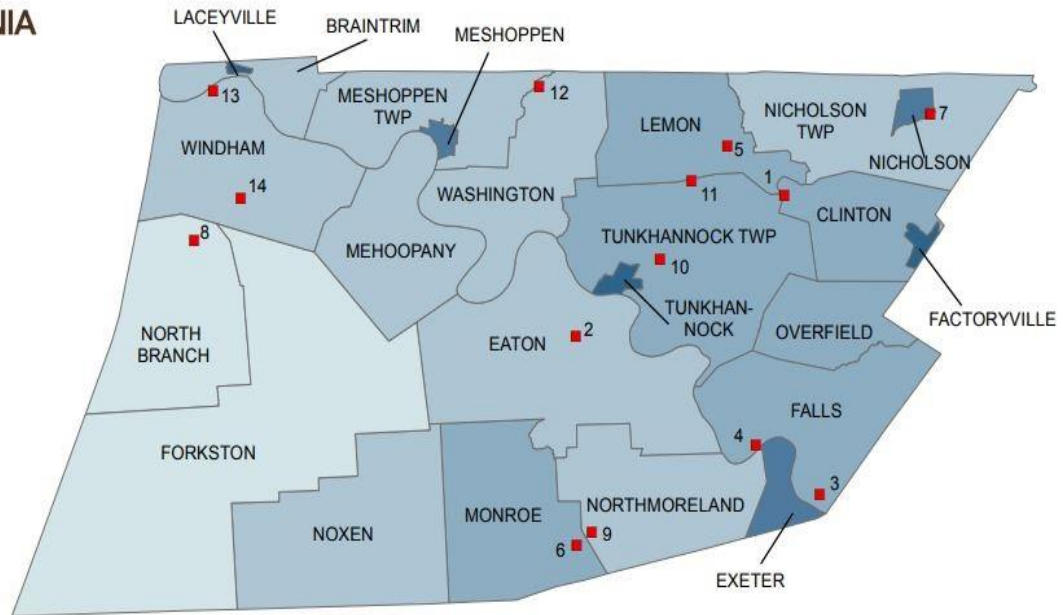 NIA
LACEYVILLE
BRAINTRIM
MESHOPPEN
13
MESHOPPEN
TWP
12
LEMON
5
NICHOLSON
TWP
7
NICHOLSON
WINDHAM
14
WASHINGTON
11
1
CLINTON
8
MEHOOPANY
TUNKHANNOCK TWP
10
TUNKHAN-
NOCK
FACTORYVILLE
NORTH
BRANCH
EATON
2
OVERFIELD
FALLS
FORKSTON
4
3
NOXEN
MONROE
6
9
NORTHMORELAND
EXETER